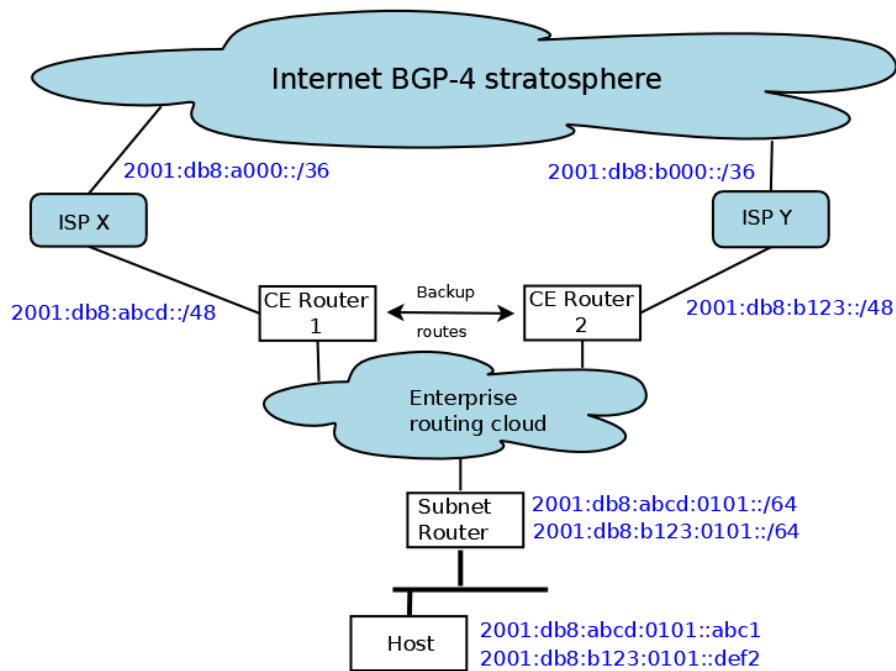 Internet BGP-4 stratosphere
2001:db8:a000::/36
2001:db8:b000::/36
ISP X
ISP Y
2001:db8:abcd::/48
CE Router
1
Backup
routes
CE Router
2
2001:db8:b123::/48
Enterprise
routing cloud
Subnet
Router
2001:db8:abcd:0101::/64
2001:db8:b123:0101::/64
Host
2001:db8:abcd:0101::abc1
2001:db8:b123:0101::def2